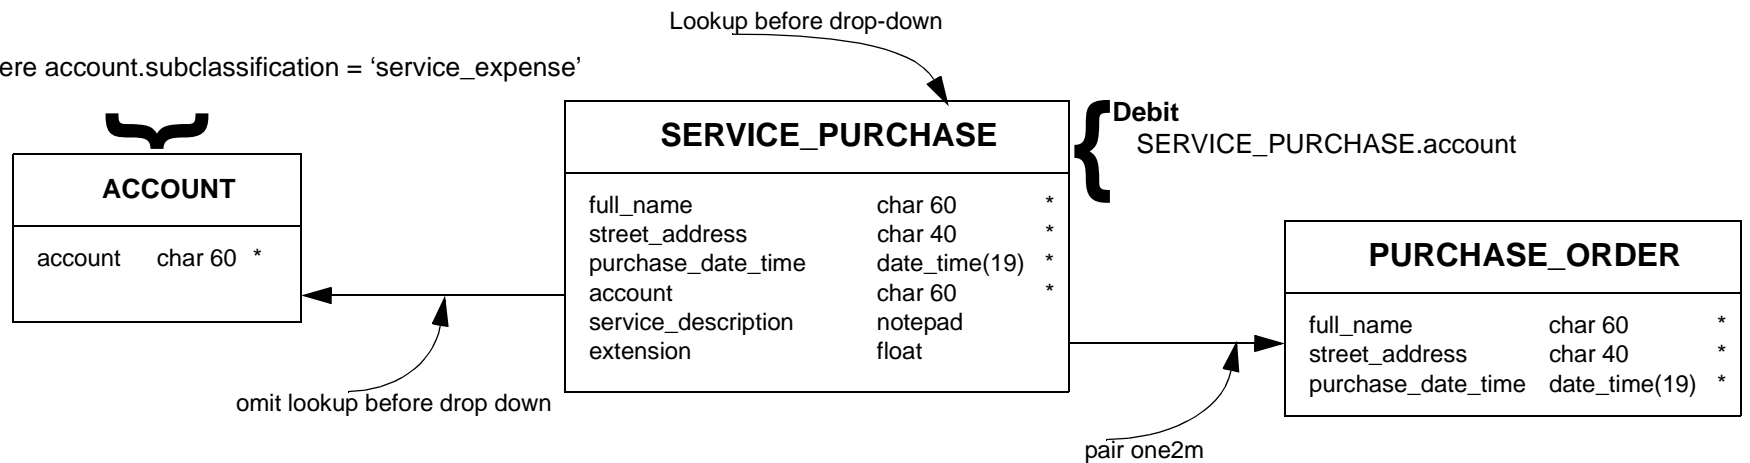 Lookup before drop-down
ere account.subclassification = ‘service_expense’
Debit
SERVICE_PURCHASE.account
SERVICE_PURCHASE
ACCOUNT
account char 60 *
full_name char 60 *
street_address char 40 *
purchase_date_time date_time(19) *
account char 60 *
service_description notepad
extension float
PURCHASE_ORDER
full_name char 60 *
street_address char 40 *
purchase_date_time date_time(19) *
omit lookup before drop down
pair one2m